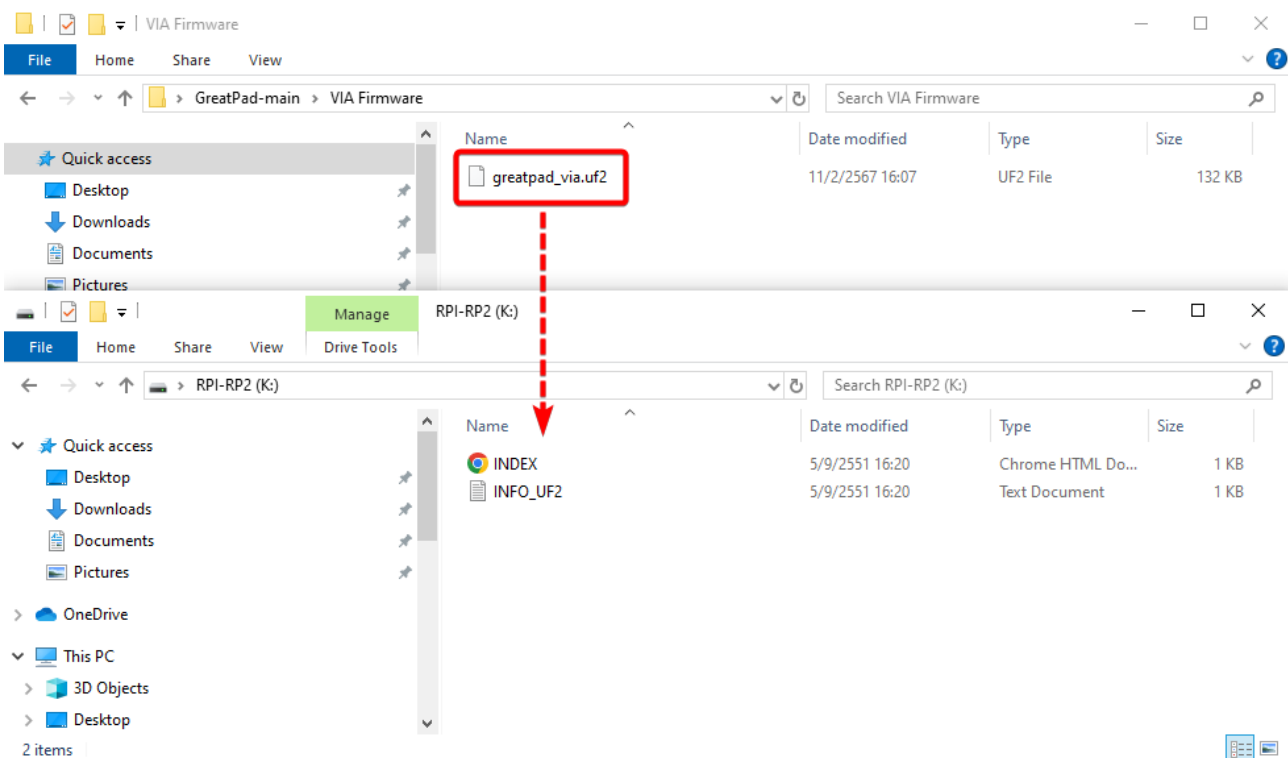 VIA Firmware
File Home Share View
GreatPad-main > VIA Firmware Search VIA Firmware
Name Date modified Type Size
Quick access
greatpad_via.uf2 11/2/2567 16:07 UF2 File 132 KB
Desktop
Downloads
Documents
Pictures
Manage RPI-RP2 (K:)
File Home Share View Drive Tools
RPI-RP2 (K:) Search RPI-RP2 (K:)
Name Date modified Type Size
Quick access
INDEX 5/9/2551 16:20 Chrome HTML Do... 1 KB
Desktop
INFO_UF2 5/9/2551 16:20 Text Document 1 KB
Downloads
Documents
Pictures
OneDrive
This PC
3D Objects
Desktop
2 items